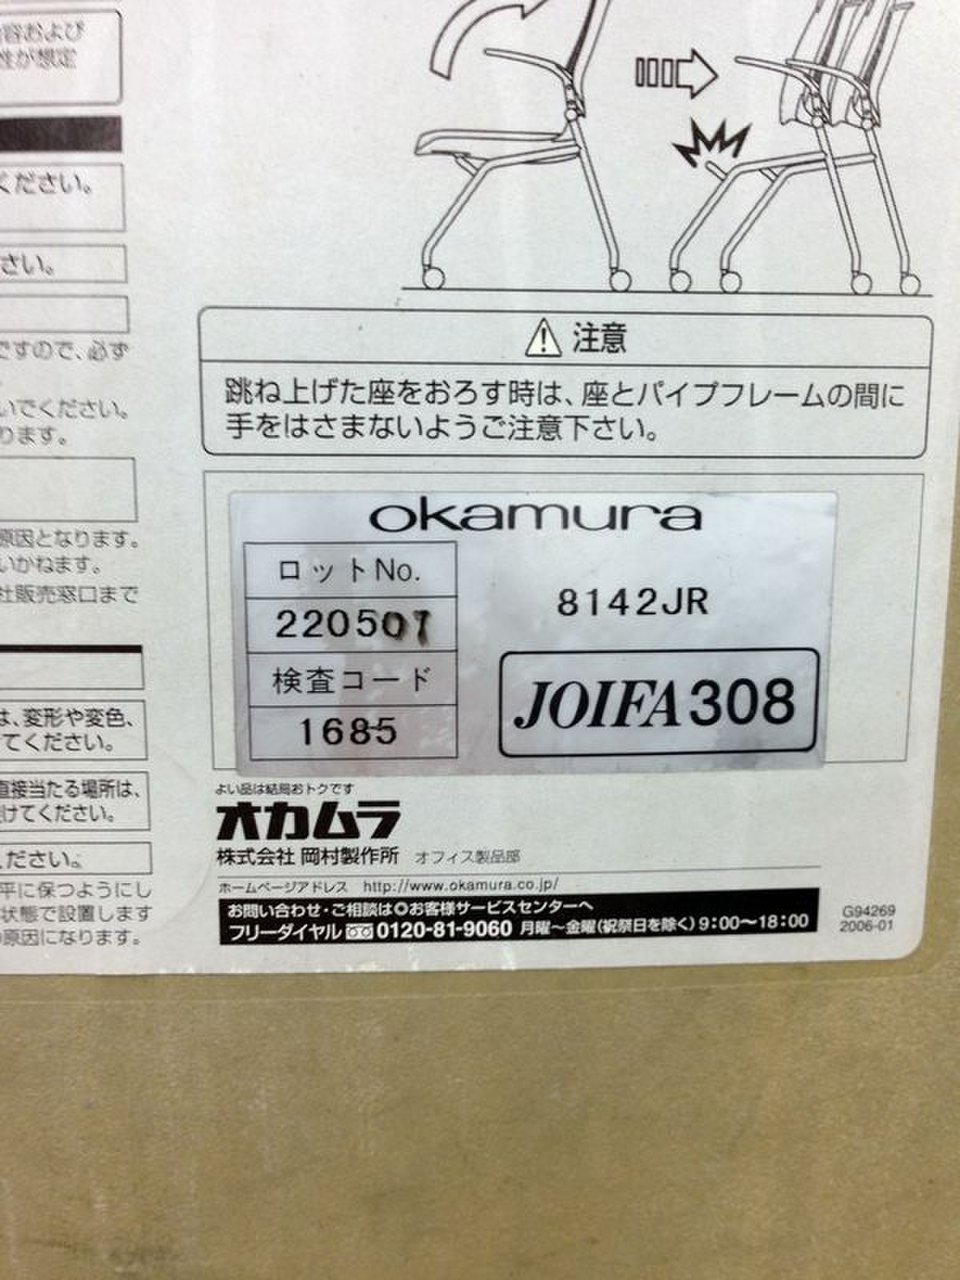 容および
性が想定
ください。
さい。
ですので、必ず
いでください。
ります。
原因となります。
いかねます。
社販売窓口まで
は、変形や変色、
てください。
直接当たる場所は、
けてください。
ください。
平に保つようにし
状態で設置します
の原因になります。
注意
跳ね上げた座をおろす時は、座とパイプフレームの間に
手をはさまないようご注意下さい。
okamura
ロットNo.
220507
検査コード
1685
8142JR
JOIFA308
よい品は結局おトクです
オカムラ
株式会社 岡村製作所 オフィス製品部
ホームページアドレス http://www.okamura.co.jp/
お問い合わせ・ご相談は◎お客様サービスセンターへ
フリーダイヤル 0120-81-9060 月曜〜金曜(祝祭日を除く)9:00〜18:00
G94269
2006-01